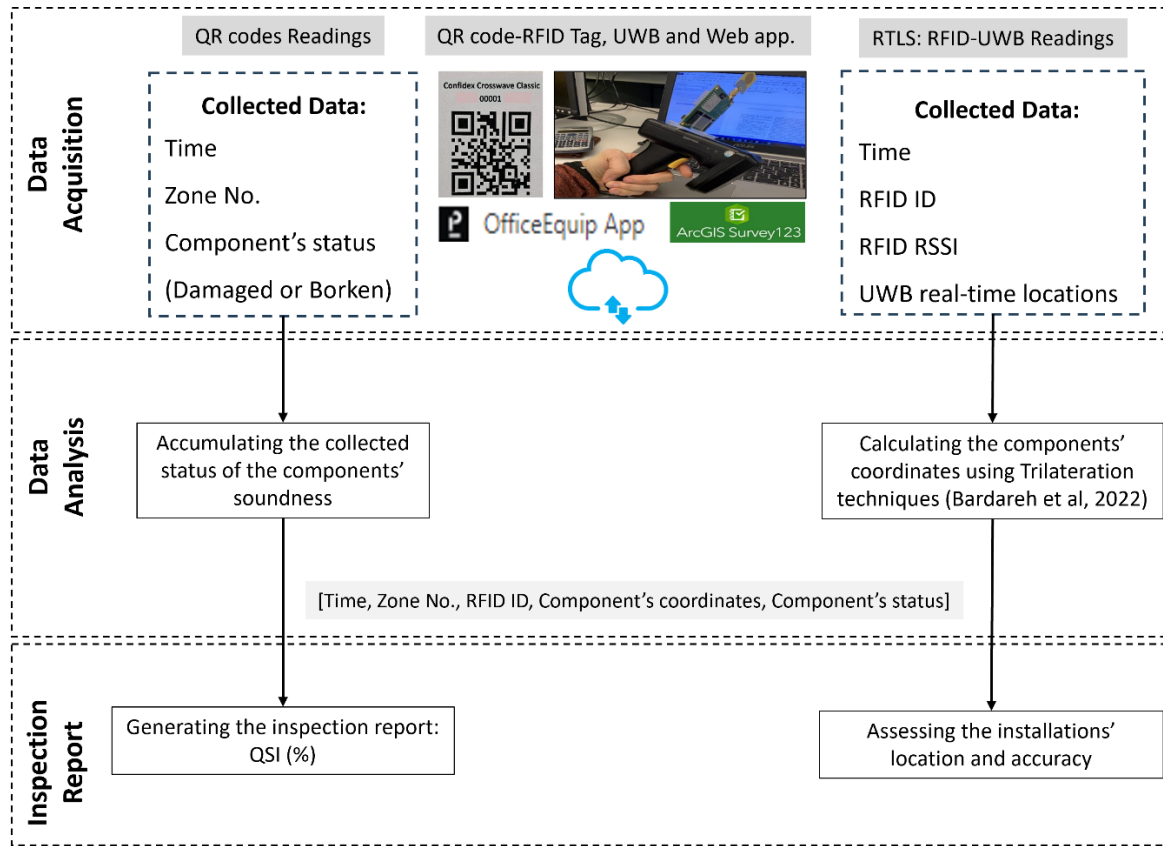 Data
Acquisition
QR codes Readings
Collected Data:
Time
Zone No.
Component’s status
(Damaged or Borken)
QR code-RFID Tag, UWB and Web app.
Confidex Crosswave Classic
00001
OfficeEquip App
ArcGIS Survey123
RTLS: RFID-UWB Readings
Collected Data:
Time
RFID ID
RFID RSSI
UWB real-time locations
Data
Analysis
Accumulating the collected
status of the components’
soundness
Calculating the components’
coordinates using Trilateration
techniques (Bardareh et al, 2022)
[Time, Zone No., RFID ID, Component’s coordinates, Component’s status]
Inspection
Report
Generating the inspection report:
QSI (%)
Assessing the installations’
location and accuracy